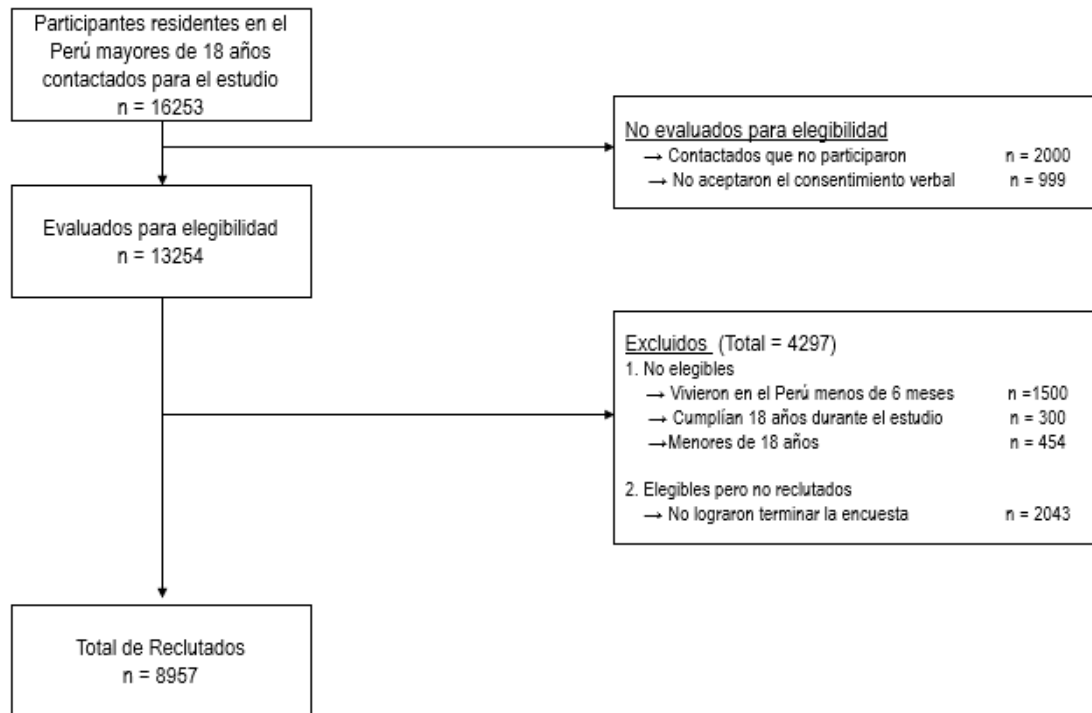 Participantes residentes en el
Perú mayores de 18 años
contactados para el estudio
n = 16253
No evaluados para elegibilidad
→ Contactados que no participaron n = 2000
→ No aceptaron el consentimiento verbal n = 999
Evaluados para elegibilidad
n = 13254
Excluidos (Total = 4297)
1. No elegibles
→ Vivieron en el Perú menos de 6 meses n =1500
→ Cumplían 18 años durante el estudio n = 300
→Menores de 18 años n = 454
2. Elegibles pero no reclutados
→ No lograron terminar la encuesta n = 2043
Total de Reclutados
n = 8957